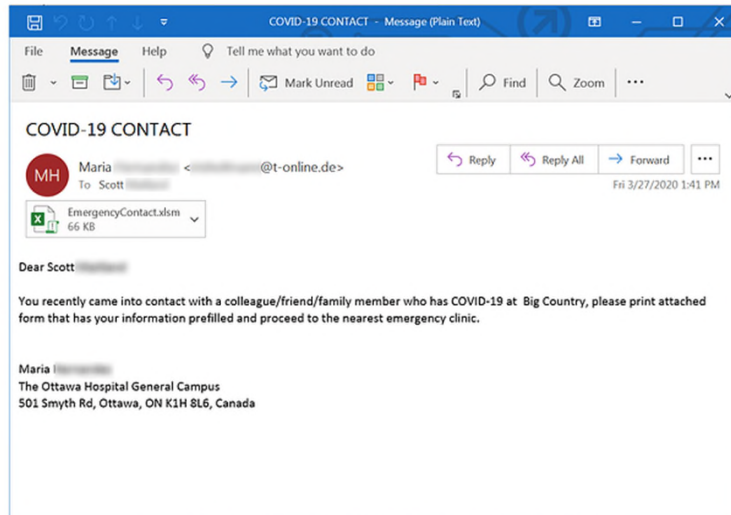 COVID-19 CONTACT - Message (Plain Text)
File Message Help Tell me what you want to do
Mark Unread Find Zoom
COVID-19 CONTACT
MH
Maria < @t-online.de>
To Scott
Reply Reply All Forward
Fri 3/27/2020 1:41 PM
EmergencyContact.xlsm
66 KB
Dear Scott
You recently came into contact with a colleague/friend/family member who has COVID-19 at Big Country, please print attached
form that has your information prefilled and proceed to the nearest emergency clinic.
Maria
The Ottawa Hospital General Campus
501 Smyth Rd, Ottawa, ON K1H 8L6, Canada